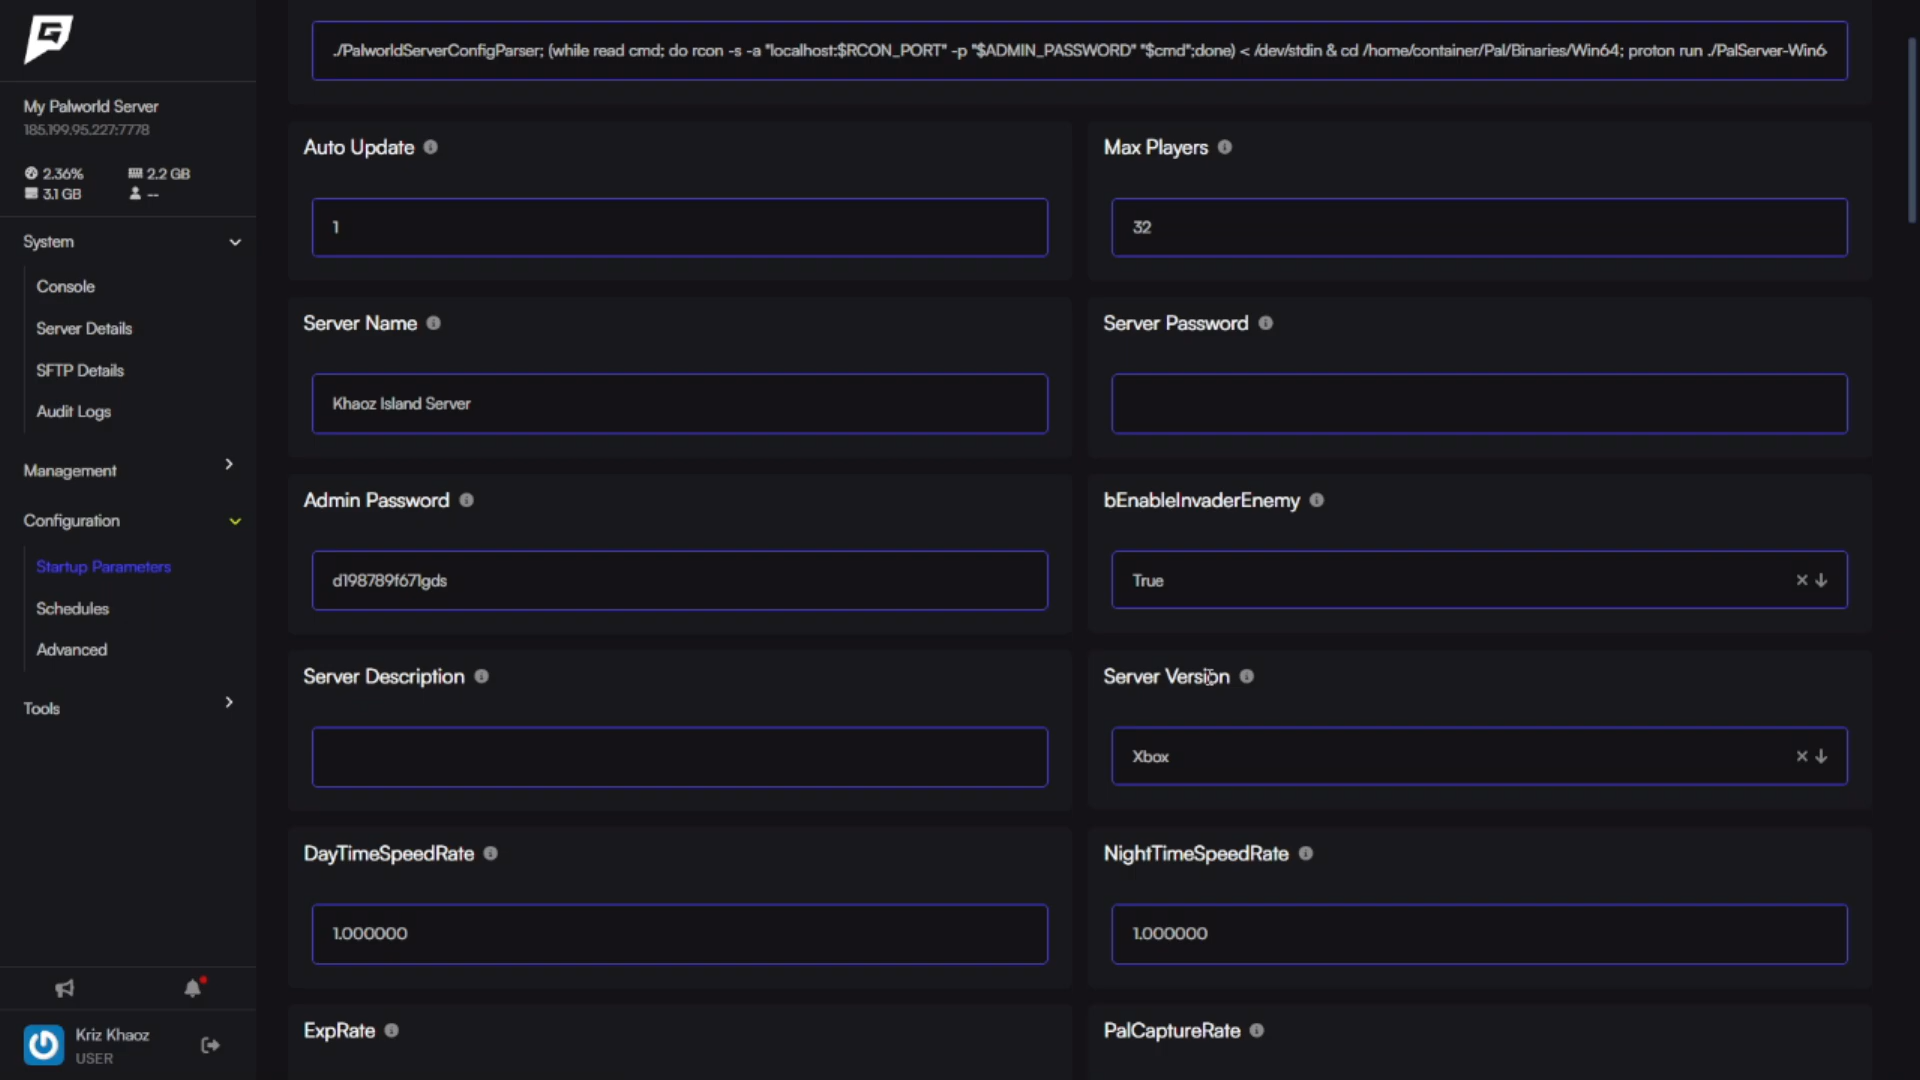 ./PalworldServerConfigParser; (while read cmd; do rcon -s -a "localhost:$RCON_PORT" -p "$ADMIN_PASSWORD" "$cmd";done) < /dev/stdin & cd /home/container/Pal/Binaries/Win64; proton run ./PalServer-Win6
My Palworld Server
185.199.95.227:7778
2.36% 2.2 GB
3.1 GB --
System
Console
Server Details
SFTP Details
Audit Logs
Management
Configuration
Startup Parameters
Schedules
Advanced
Tools
Kriz Khaoz
USER
Auto Update
1
Max Players
32
Server Name
Khaoz Island Server
Server Password
Admin Password
d198789f671gds
bEnableInvaderEnemy
True
Server Description
Server Version
Xbox
DayTimeSpeedRate
1.000000
NightTimeSpeedRate
1.000000
ExpRate
PalCaptureRate